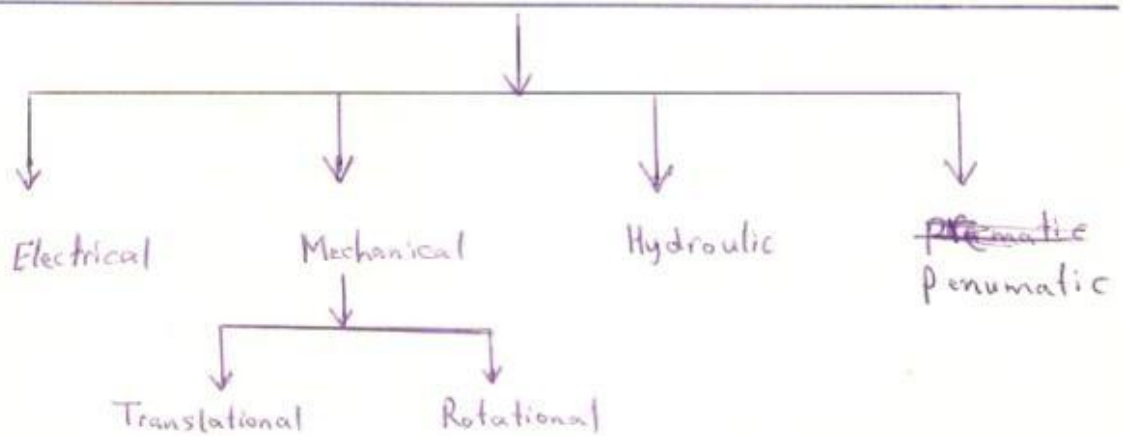 Electrical
Mechanical
Hydroulic
penumatic
Translational
Rotational